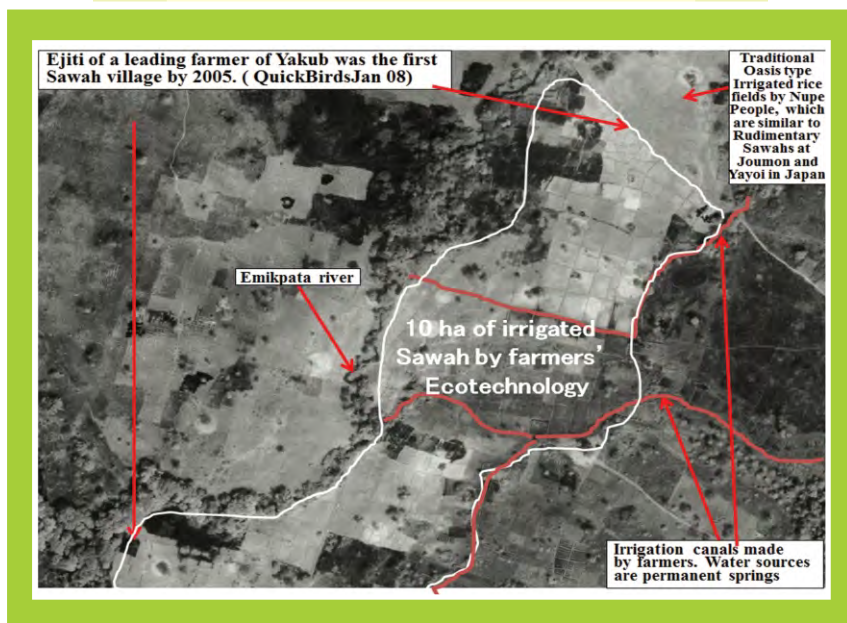 Ejiti of a leading farmer of Yakub was the first
Sawah village by 2005. ( QuickBirdsJan 08)
Traditional
Oasis type
Irrigated rice
fields by Nupe
People, which
are similar to
Rudimentary
Sawahs at
Joumon and
Yayoi in Japan
Emikpata river
10 ha of irrigated
Sawah by farmers'
Ecotechnology
Irrigation canals made
by farmers. Water sources
are permanent springs